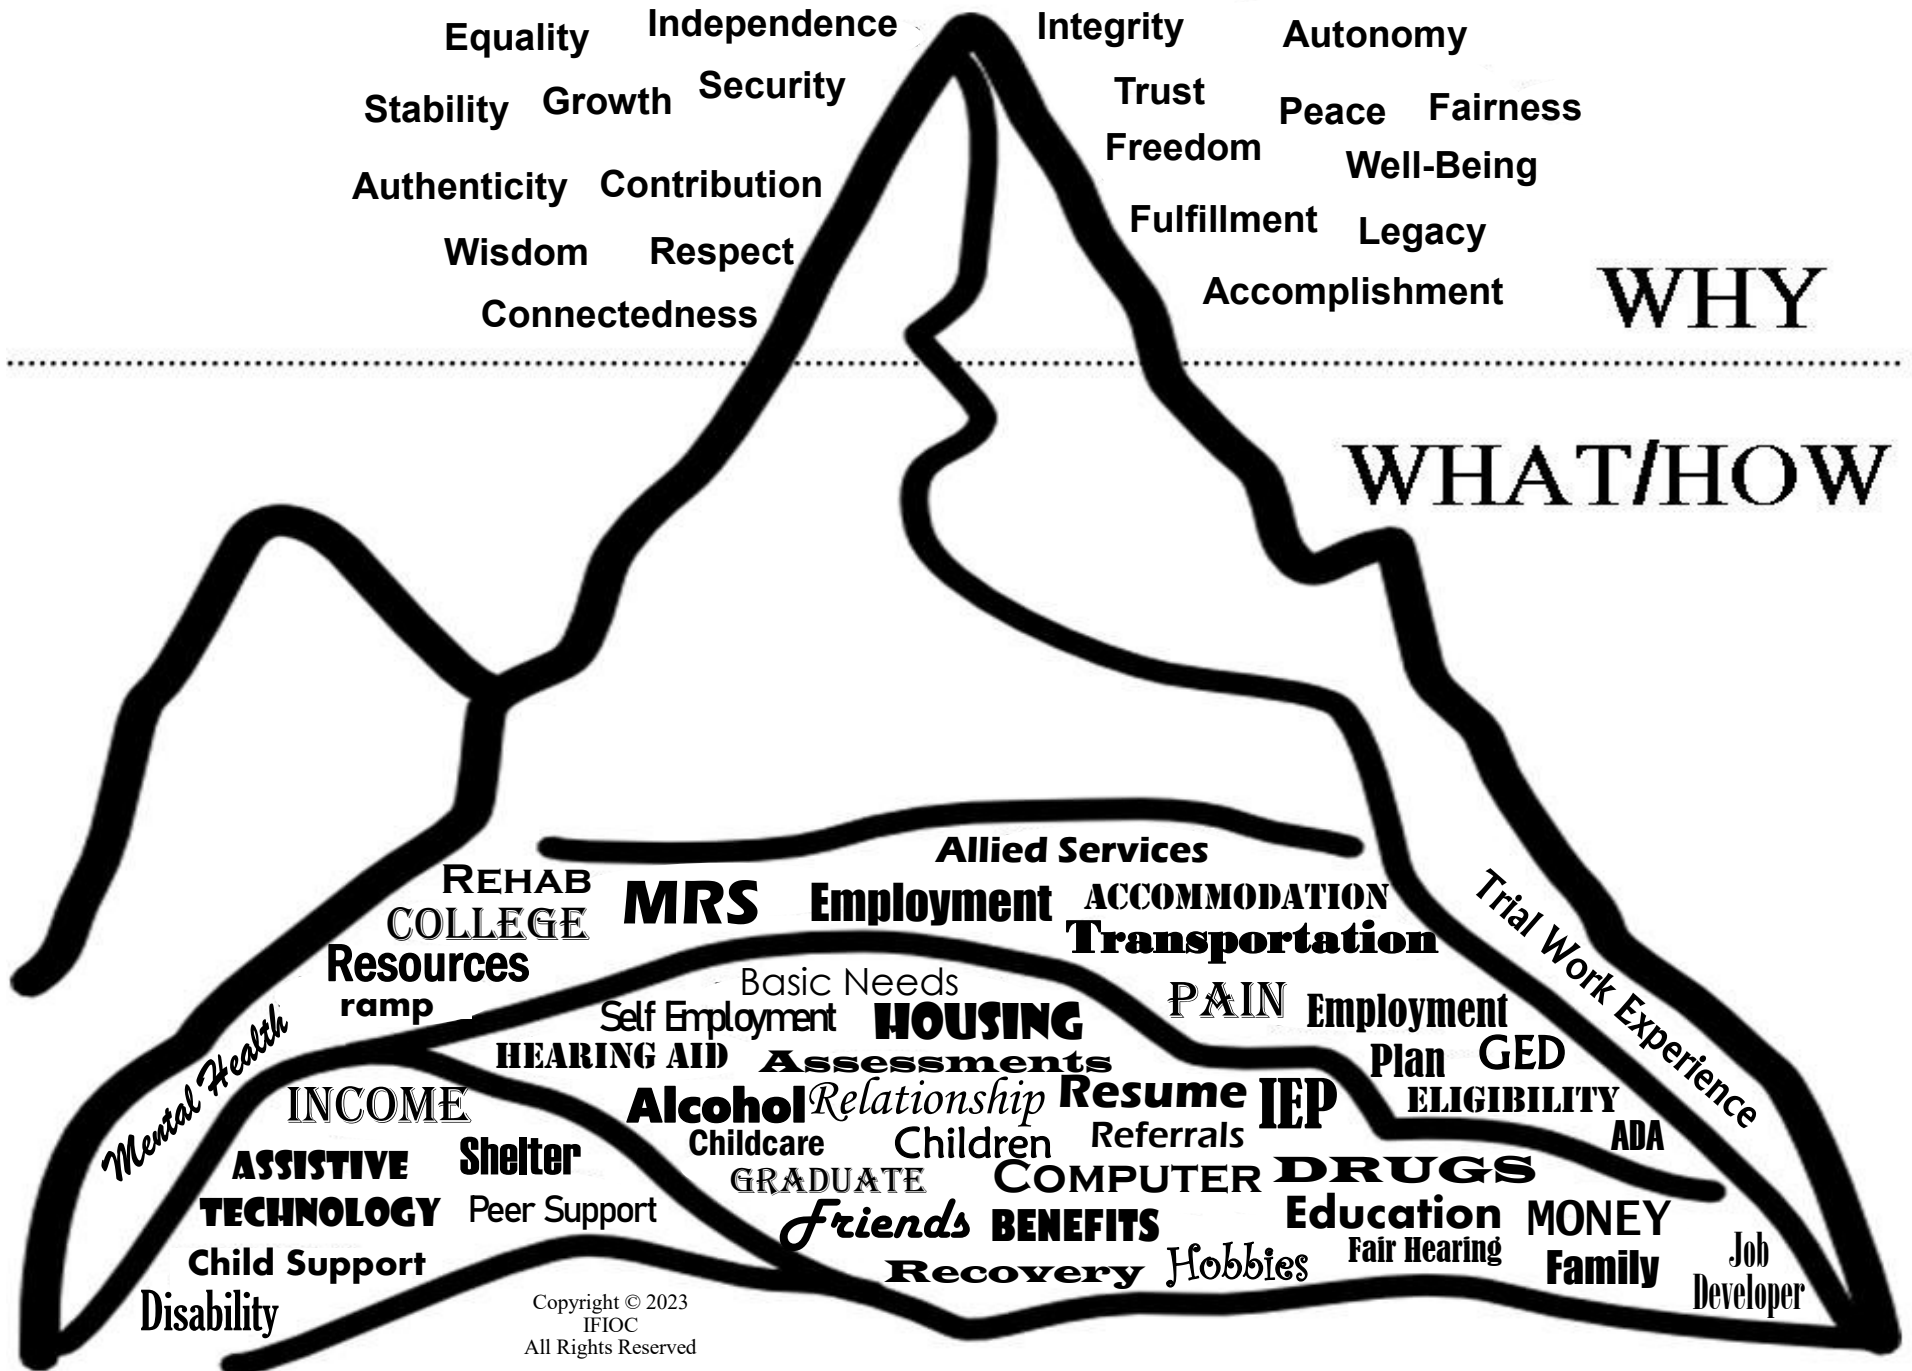 Equality
Independence
Integrity
Autonomy
Stability
Growth
Security
Trust
Peace
Fairness
Freedom
Well-Being
Authenticity
Contribution
Fulfillment
Legacy
Wisdom
Respect
Accomplishment
Connectedness
WHY
WHAT/HOW
Allied Services
REHAB
MRS
Employment
ACCOMMODATION
COLLEGE
Transportation
Resources
ramp
Mental Health
Trial Work Experience
Basic Needs
Self Employment
HOUSING
PAIN
Employment
Plan
GED
HEARING AID
Assessments
INCOME
Alcohol
Relationship
Resume
IEP
ELIGIBILITY
ADA
Childcare
Children
Referrals
ASSISTIVE
TECHNOLOGY
Shelter
Peer Support
GRADUATE
COMPUTER
DRUGS
Friends
BENEFITS
Education
MONEY
Fair Hearing
Child Support
Recovery
Hobbies
Family
Job
Developer
Disability
Copyright © 2023
IFIOC
All Rights Reserved